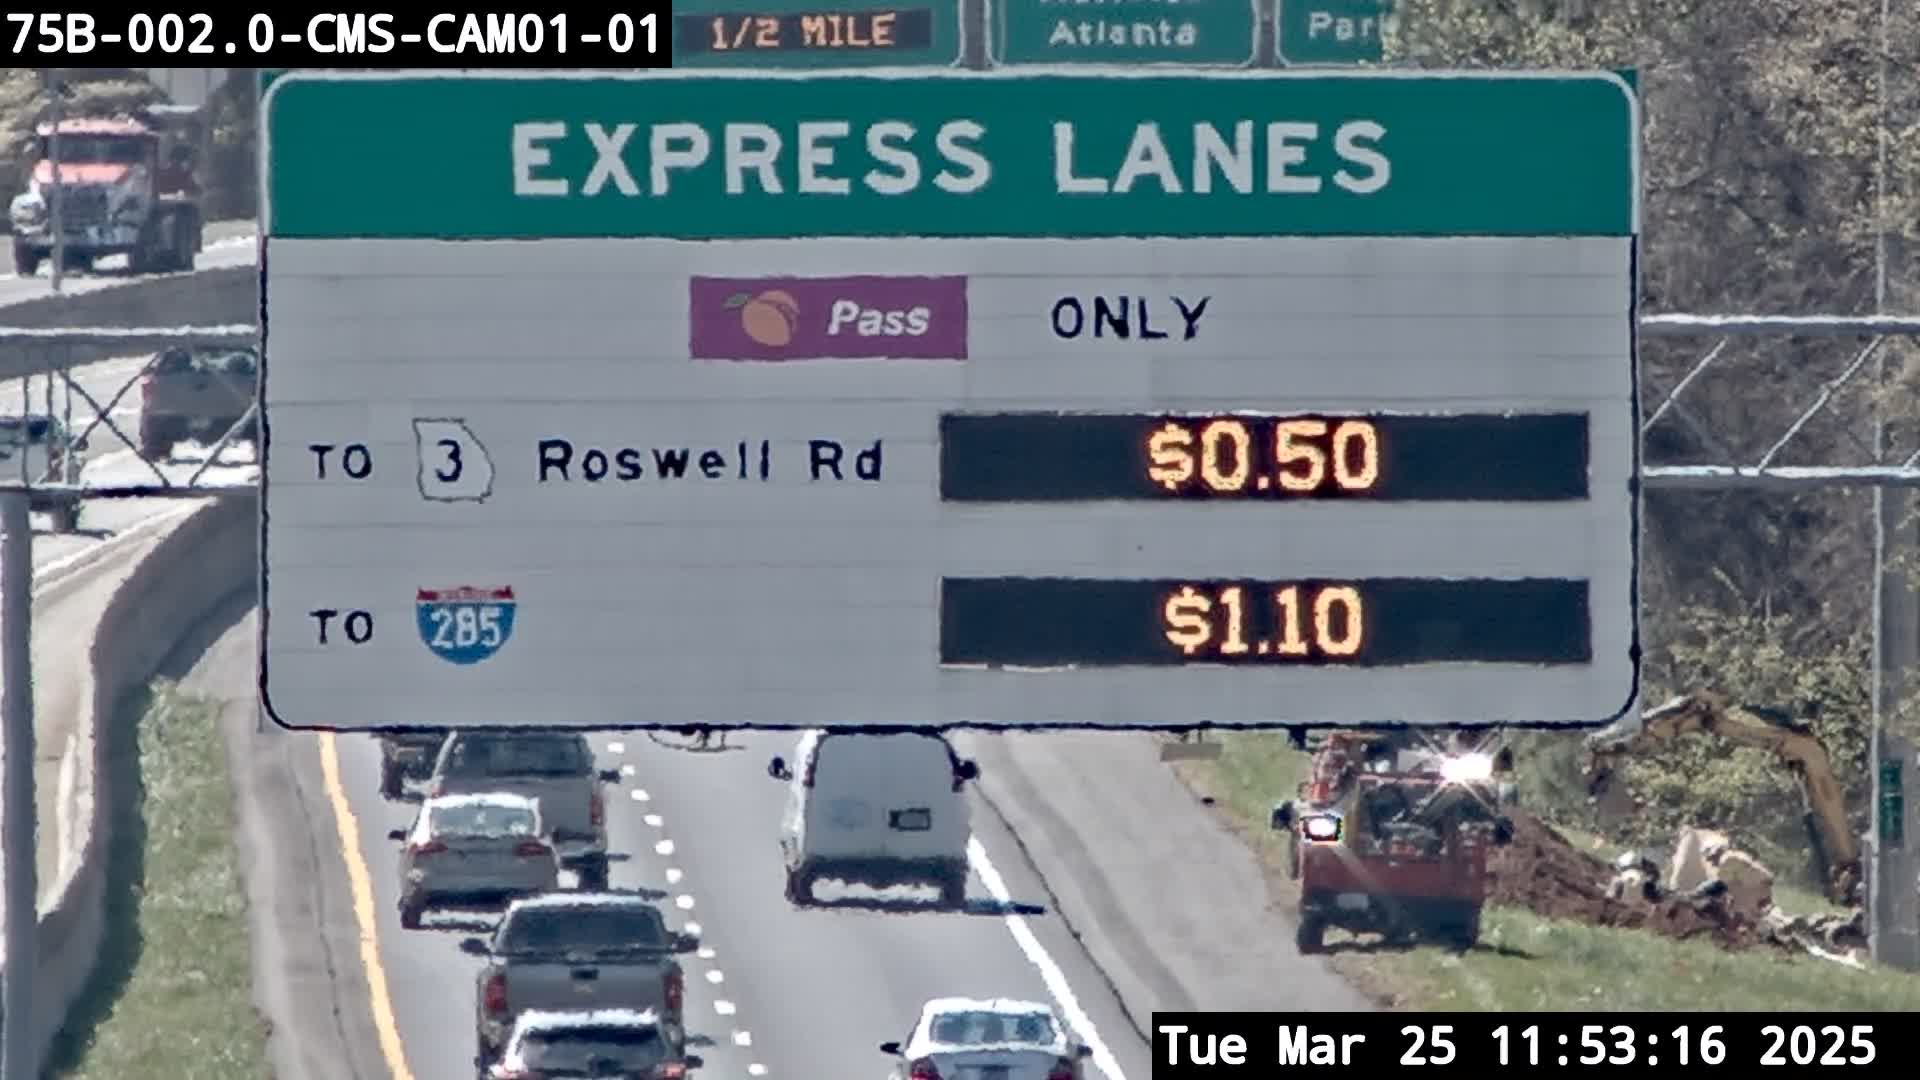 75B-002.0-CMS-CAM01-01
1/2 MILE
Atlanta
EXPRESS LANES
Pass ONLY
TO 3 Roswell Rd $0.50
TO 285 $1.10
Tue Mar 25 11:53:16 2025